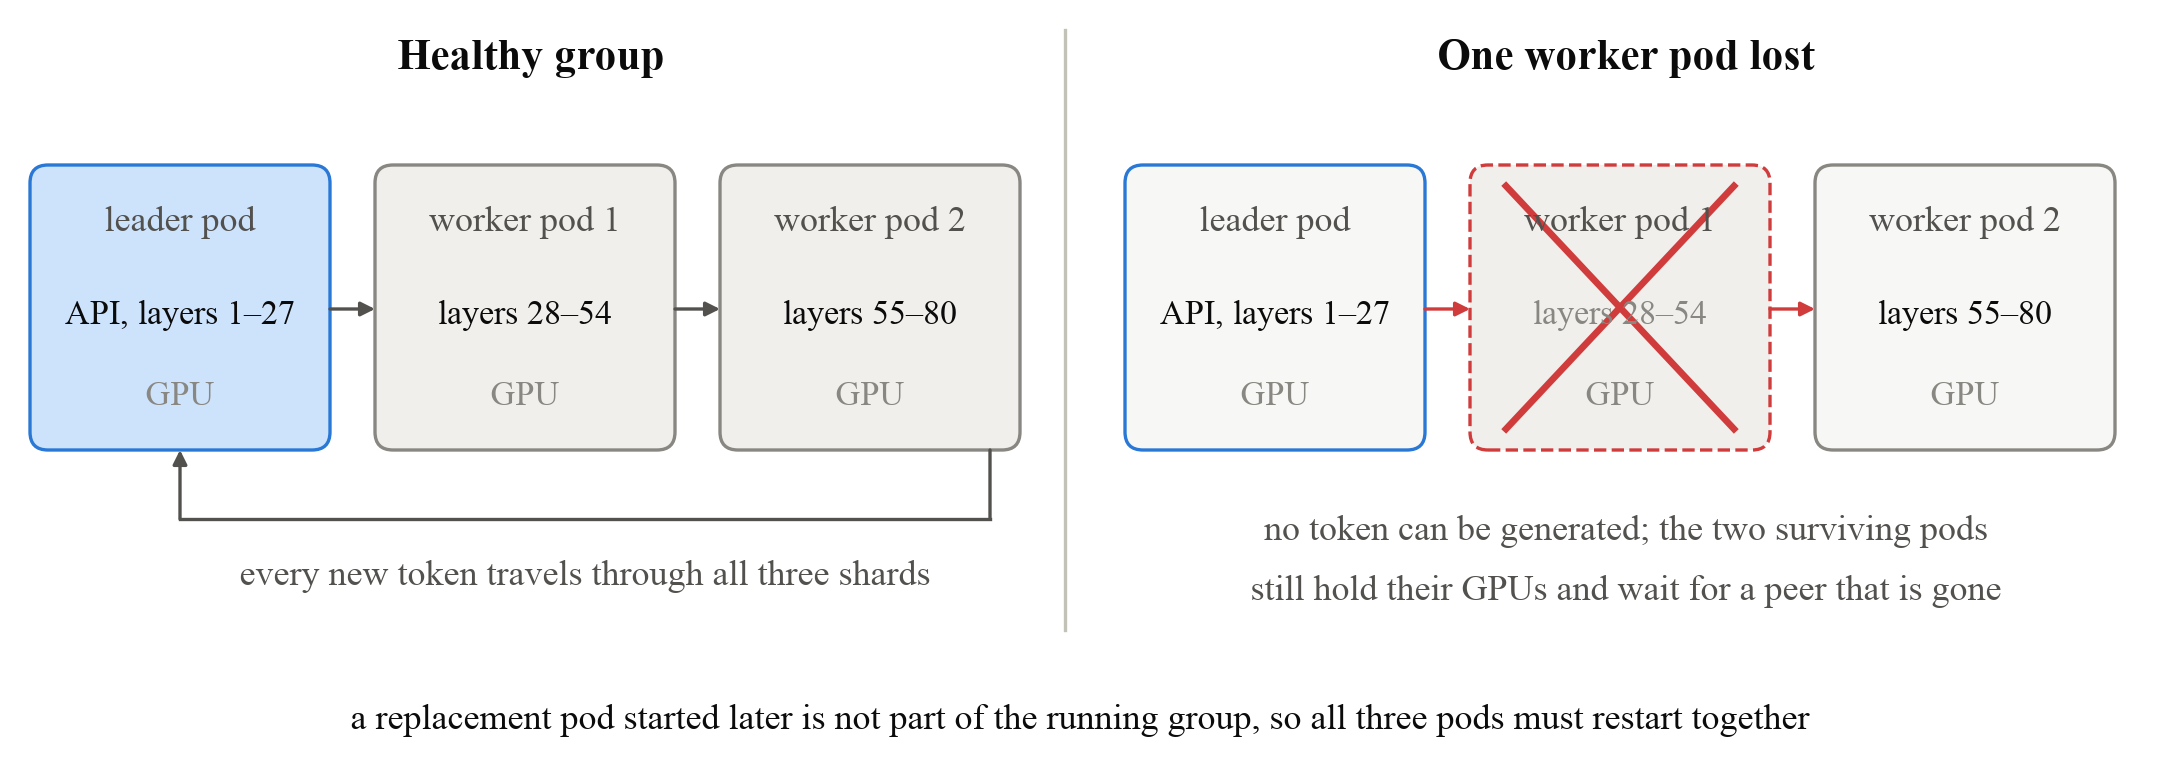 Healthy group
leader pod
API, layers 1–27
GPU
worker pod 1
layers 28–54
GPU
worker pod 2
layers 55–80
GPU
every new token travels through all three shards
One worker pod lost
leader pod
API, layers 1–27
GPU
worker pod 1
layers 28–54
GPU
worker pod 2
layers 55–80
GPU
no token can be generated; the two surviving pods
still hold their GPUs and wait for a peer that is gone
a replacement pod started later is not part of the running group, so all three pods must restart together